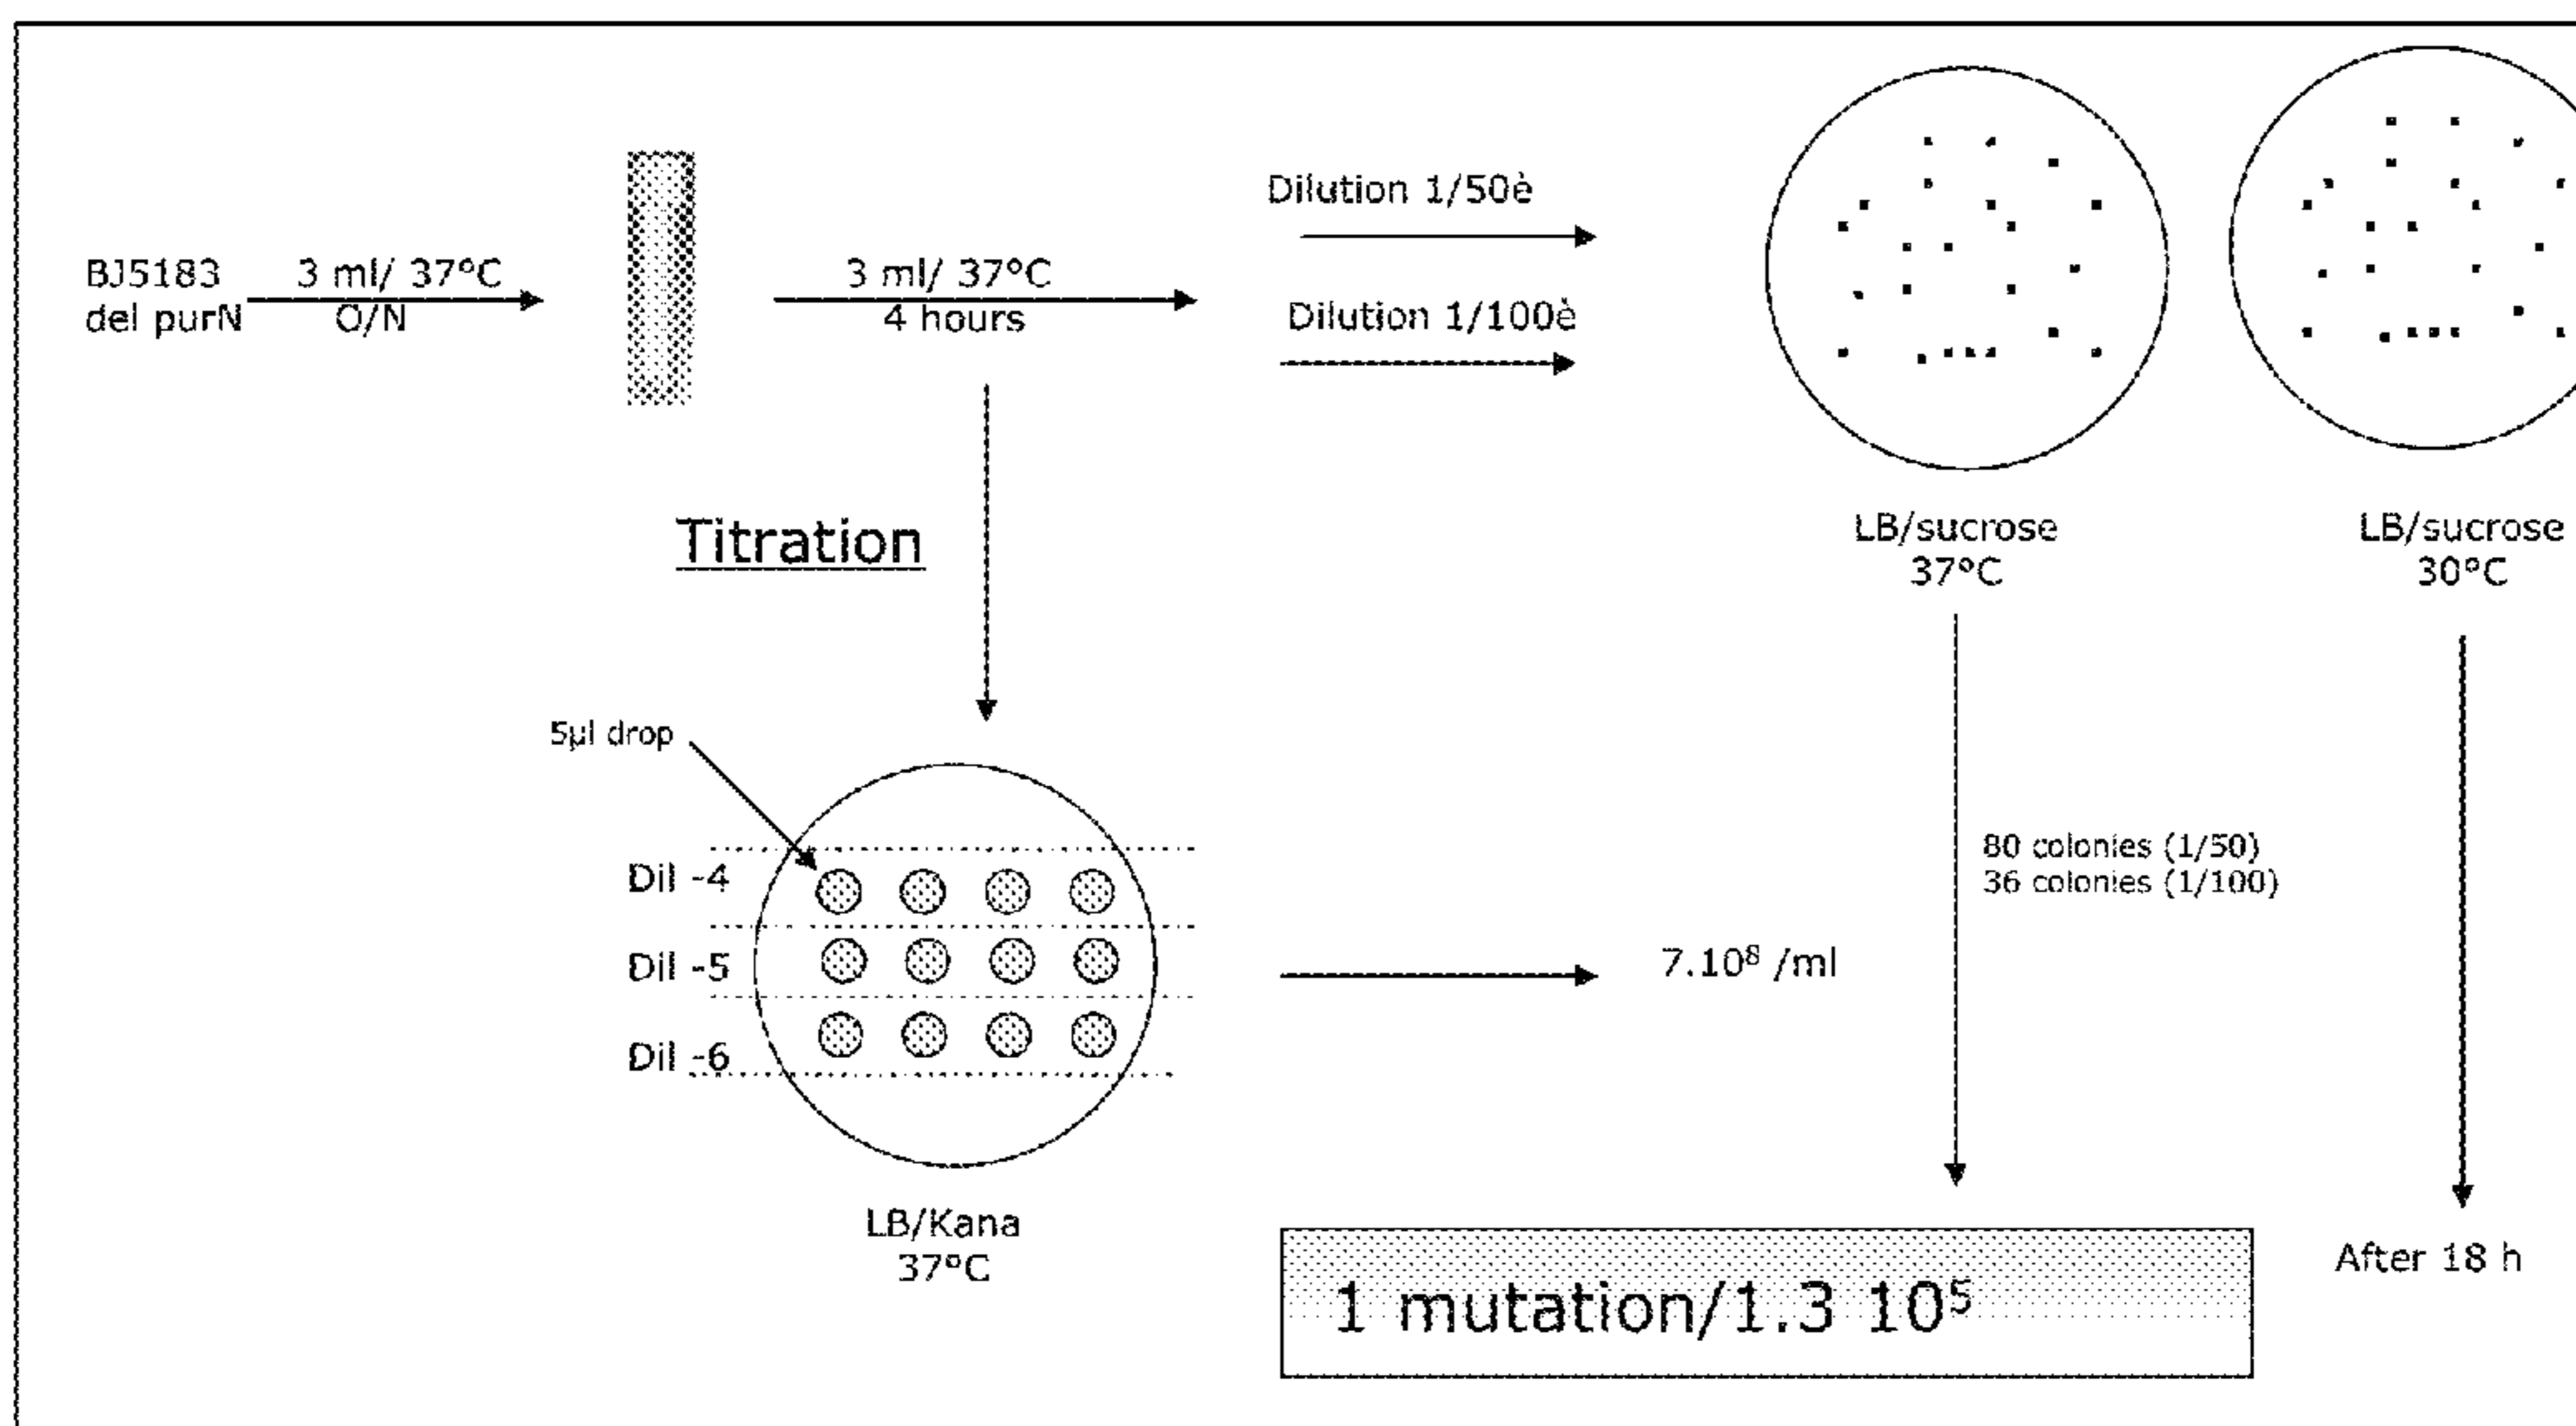 BJ5183
del purN
3 ml/ 37°C
O/N
3 ml/ 37°C
4 hours
Dilution 1/50è
Dilution 1/100è
LB/sucrose
37°C
LB/sucrose
30°C
Titration
5µl drop
Dil -4
Dil -5
Dil -6
LB/Kana
37°C
7.10⁸ /ml
80 colonies (1/50)
36 colonies (1/100)
1 mutation/1.3 10⁵
After 18 h